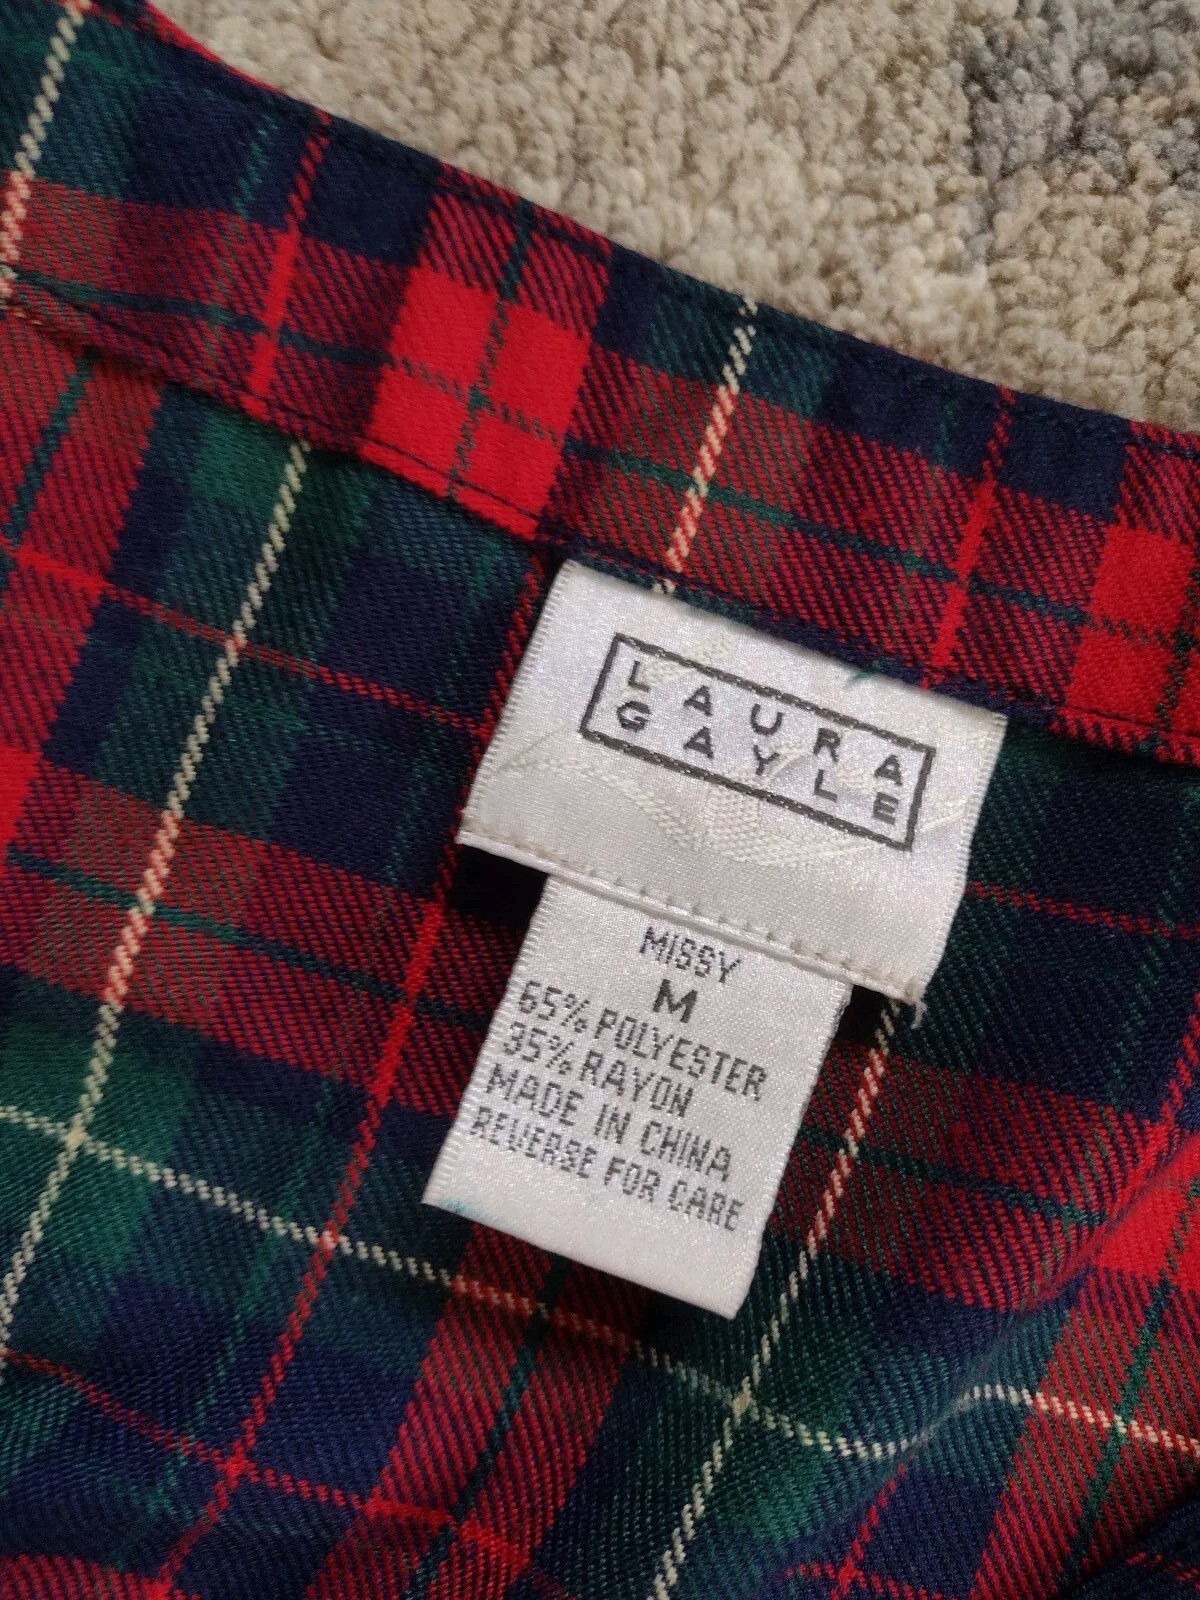 LAURA
GAYLE
MISSY
M
65% POLYESTER
35% RAYON
MADE IN CHINA
REVERSE FOR CARE